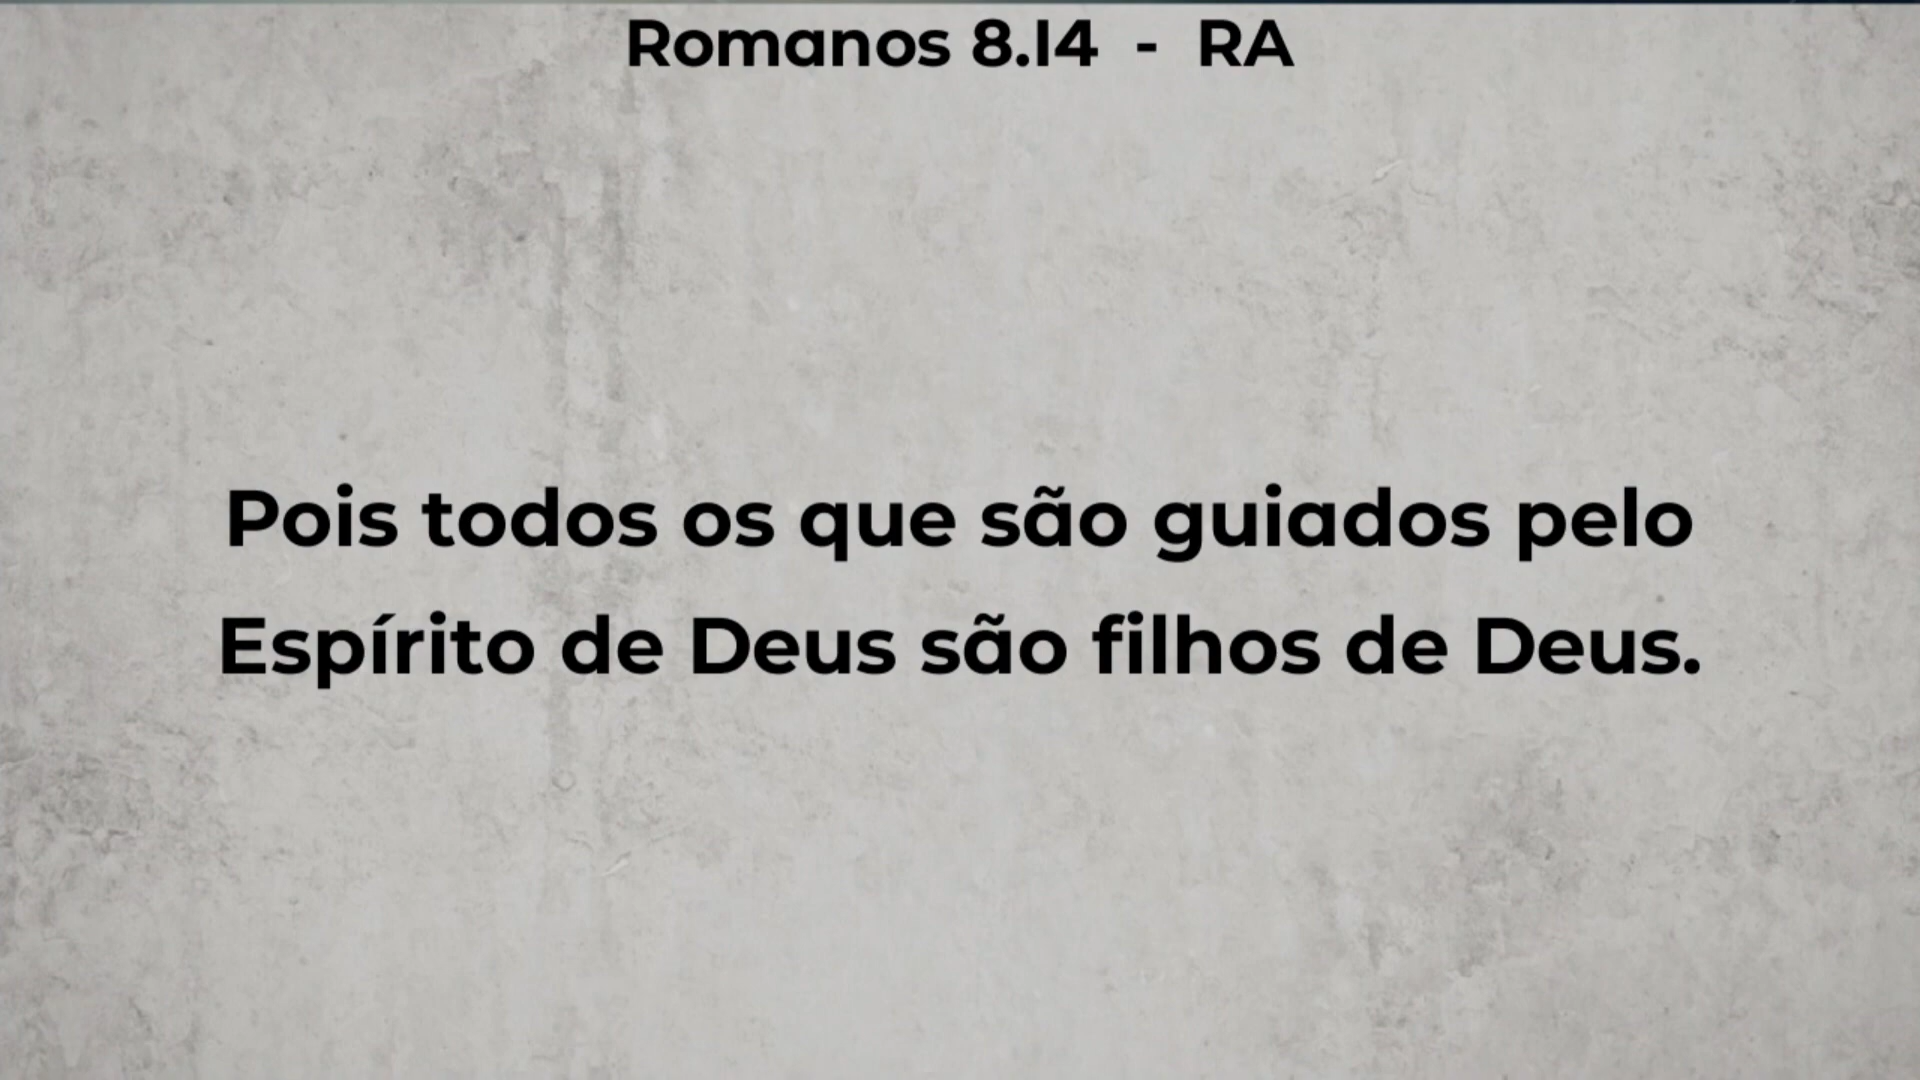 Romanos 8.14 - RA
Pois todos os que são guiados pelo
Espírito de Deus são filhos de Deus.